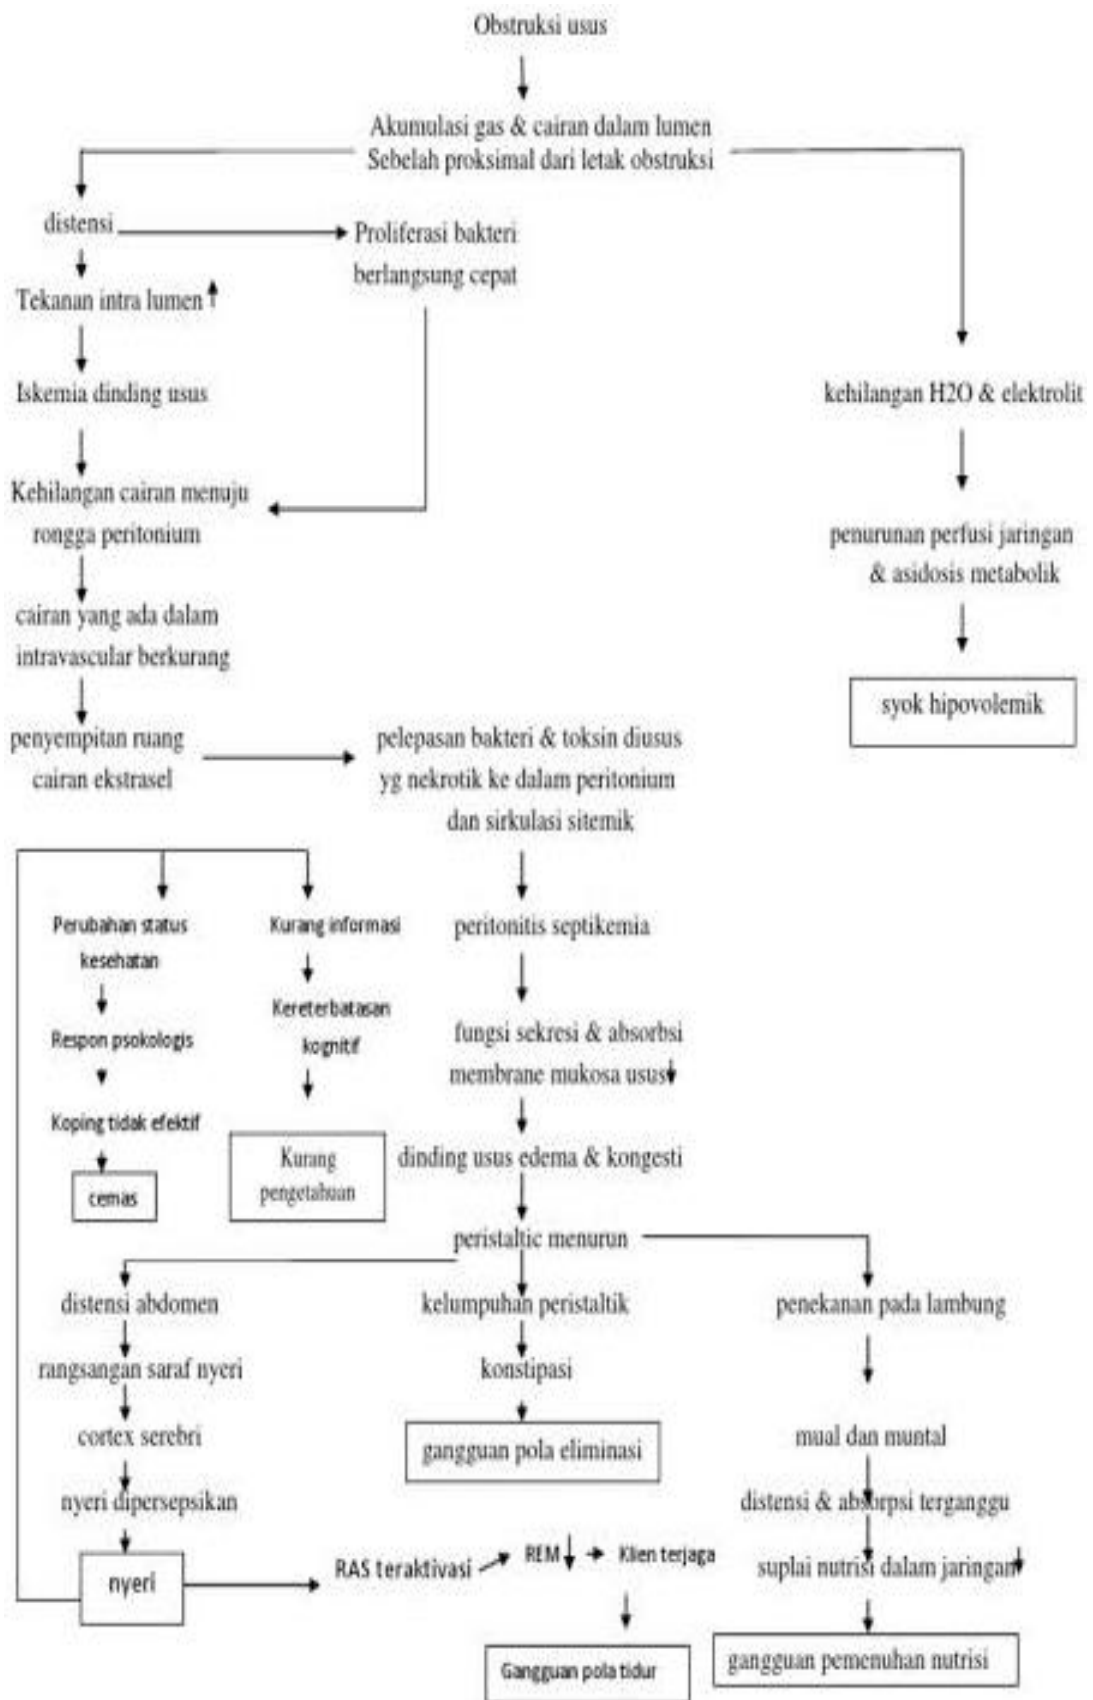 Obstruksi usus
Akumulasi gas & cairan dalam lumen
Sebelah proksimal dari letak obstruksi
distensi
Proliferasi bakteri
berlangsung cepat
Tekanan intra lumen
Iskemia dinding usus
kehilangan H2O & elektrolit
Kehilangan cairan menuju
rongga peritonium
penurunan perfusi jaringan
& asidosis metabolik
cairan yang ada dalam
intravascular berkurang
syok hipovolemik
penyempitan ruang
cairan ekstrasel
pelepasan bakteri & toksin diusus
yg nekrotik ke dalam peritonium
dan sirkulasi sitemik
Perubahan status
kesehatan
Kurang informasi
peritonitis septikemia
Respon psokologis
Kereterbatasan
kognitif
fungsi sekresi & absorbsi
membrane mukosa usus
Koping tidak efektif
cemas
Kurang
pengetahuan
dinding usus edema & kongesti
peristaltic menurun
distensi abdomen
kelumpuhan peristaltik
penekanan pada lambung
rangsangan saraf nyeri
konstipasi
cortex serebri
gangguan pola eliminasi
mual dan muntal
nyeri dipersepsikan
distensi & absorpsi terganggu
nyeri
RAS teraktivasi
REM
Klien terjaga
suplai nutrisi dalam jaringan
Gangguan pola tidur
gangguan pemenuhan nutrisi